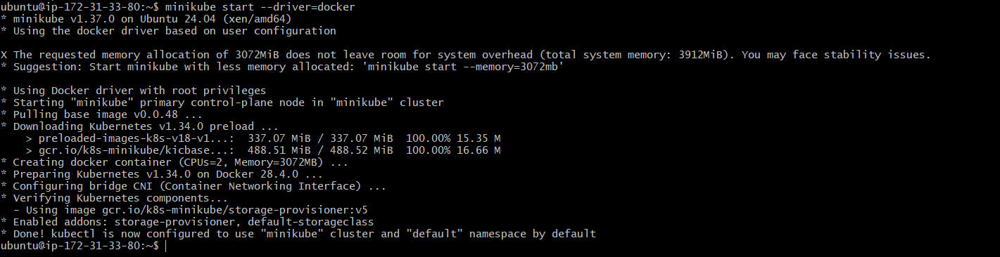 ubuntu@ip-172-31-33-80:~$ minikube start --driver=docker
* minikube v1.37.0 on Ubuntu 24.04 (xen/amd64)
* Using the docker driver based on user configuration
X The requested memory allocation of 3072MiB does not leave room for system overhead (total system memory: 3912MiB). You may face stability issues.
* Suggestion: Start minikube with less memory allocated: 'minikube start --memory=3072mb'
* Using Docker driver with root privileges
* Starting "minikube" primary control-plane node in "minikube" cluster
* Pulling base image v0.0.48 ...
* Downloading Kubernetes v1.34.0 preload ...
    > preloaded-images-k8s-v18-v1...:  337.07 MiB / 337.07 MiB  100.00% 15.35 M
    > gcr.io/k8s-minikube/kicbase...:  488.51 MiB / 488.52 MiB  100.00% 16.66 M
* Creating docker container (CPUs=2, Memory=3072MB) ...
* Preparing Kubernetes v1.34.0 on Docker 28.4.0 ...
* Configuring bridge CNI (Container Networking Interface) ...
* Verifying Kubernetes components...
  - Using image gcr.io/k8s-minikube/storage-provisioner:v5
* Enabled addons: storage-provisioner, default-storageclass
* Done! kubectl is now configured to use "minikube" cluster and "default" namespace by default
ubuntu@ip-172-31-33-80:~$